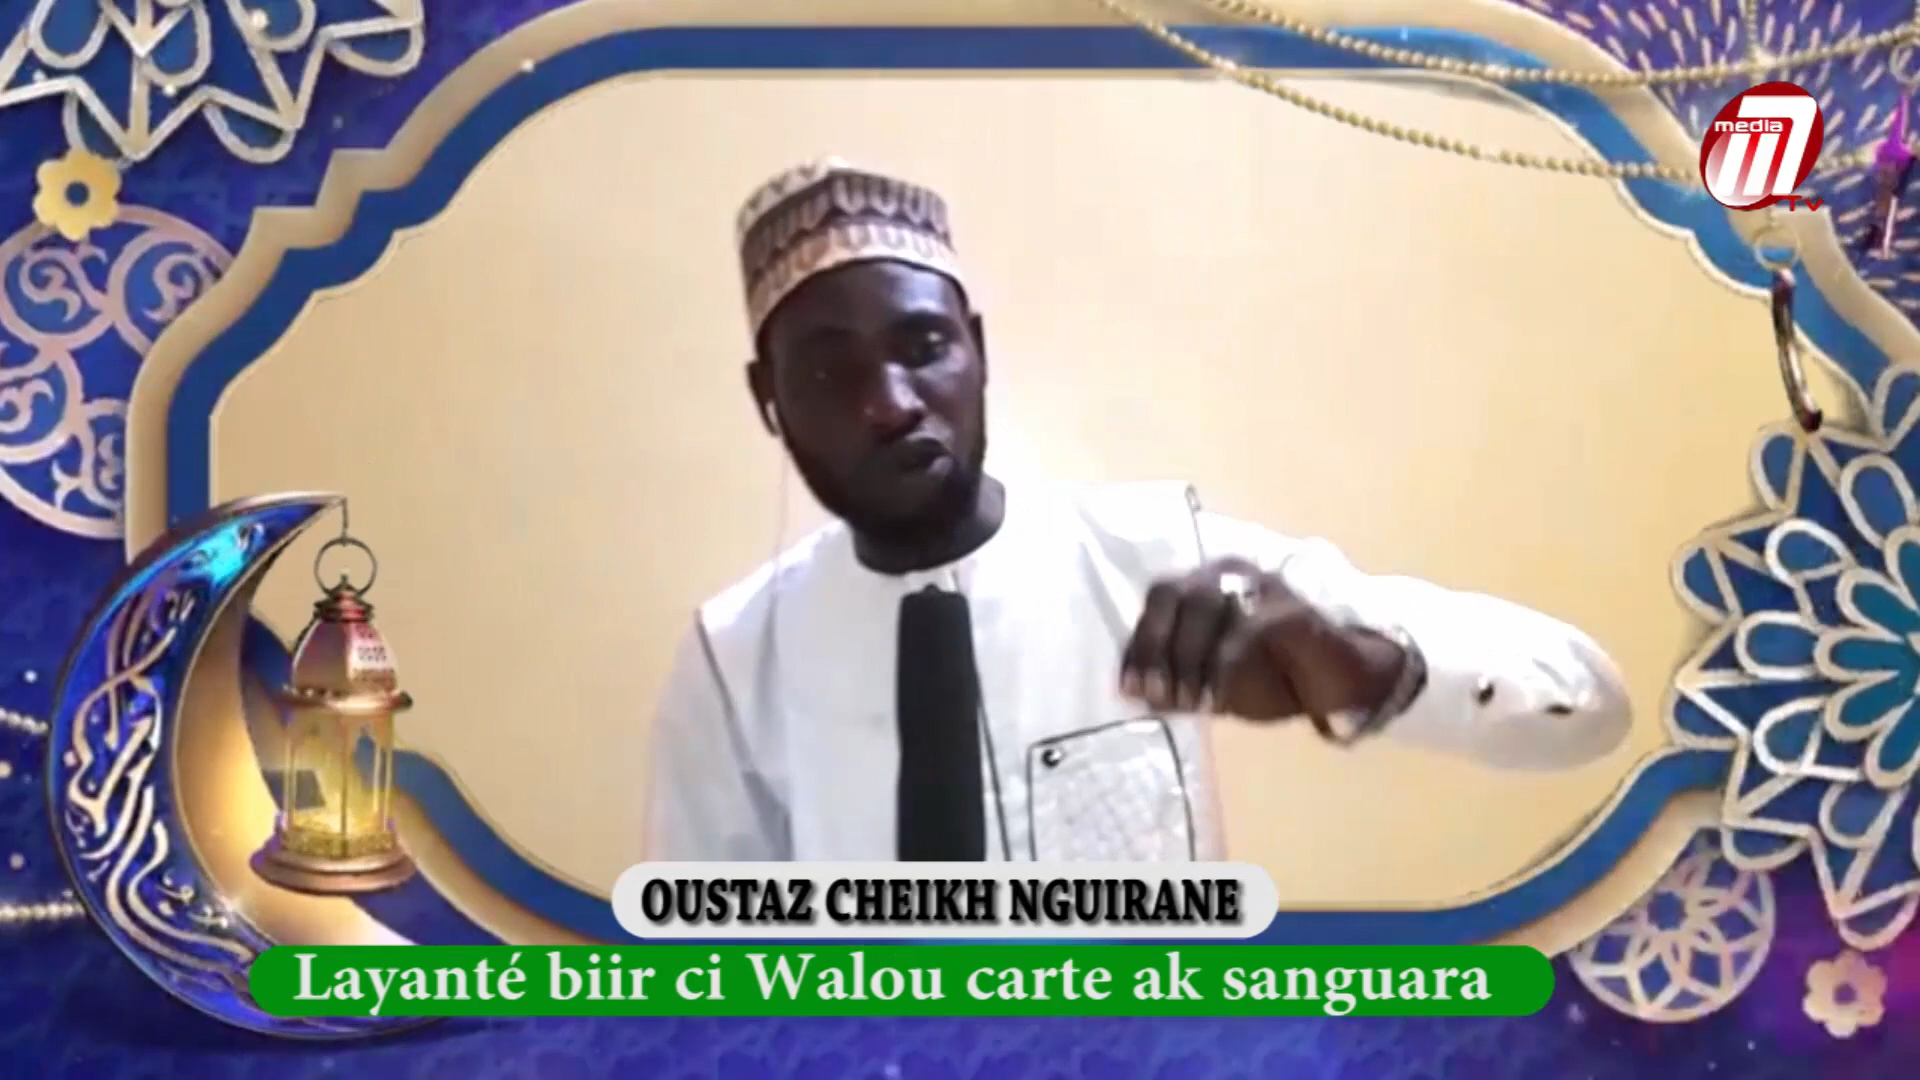 media
TV
OUSTAZ CHEIKH NGUIRANE
Layanté biir ci Walou carte ak sanguara